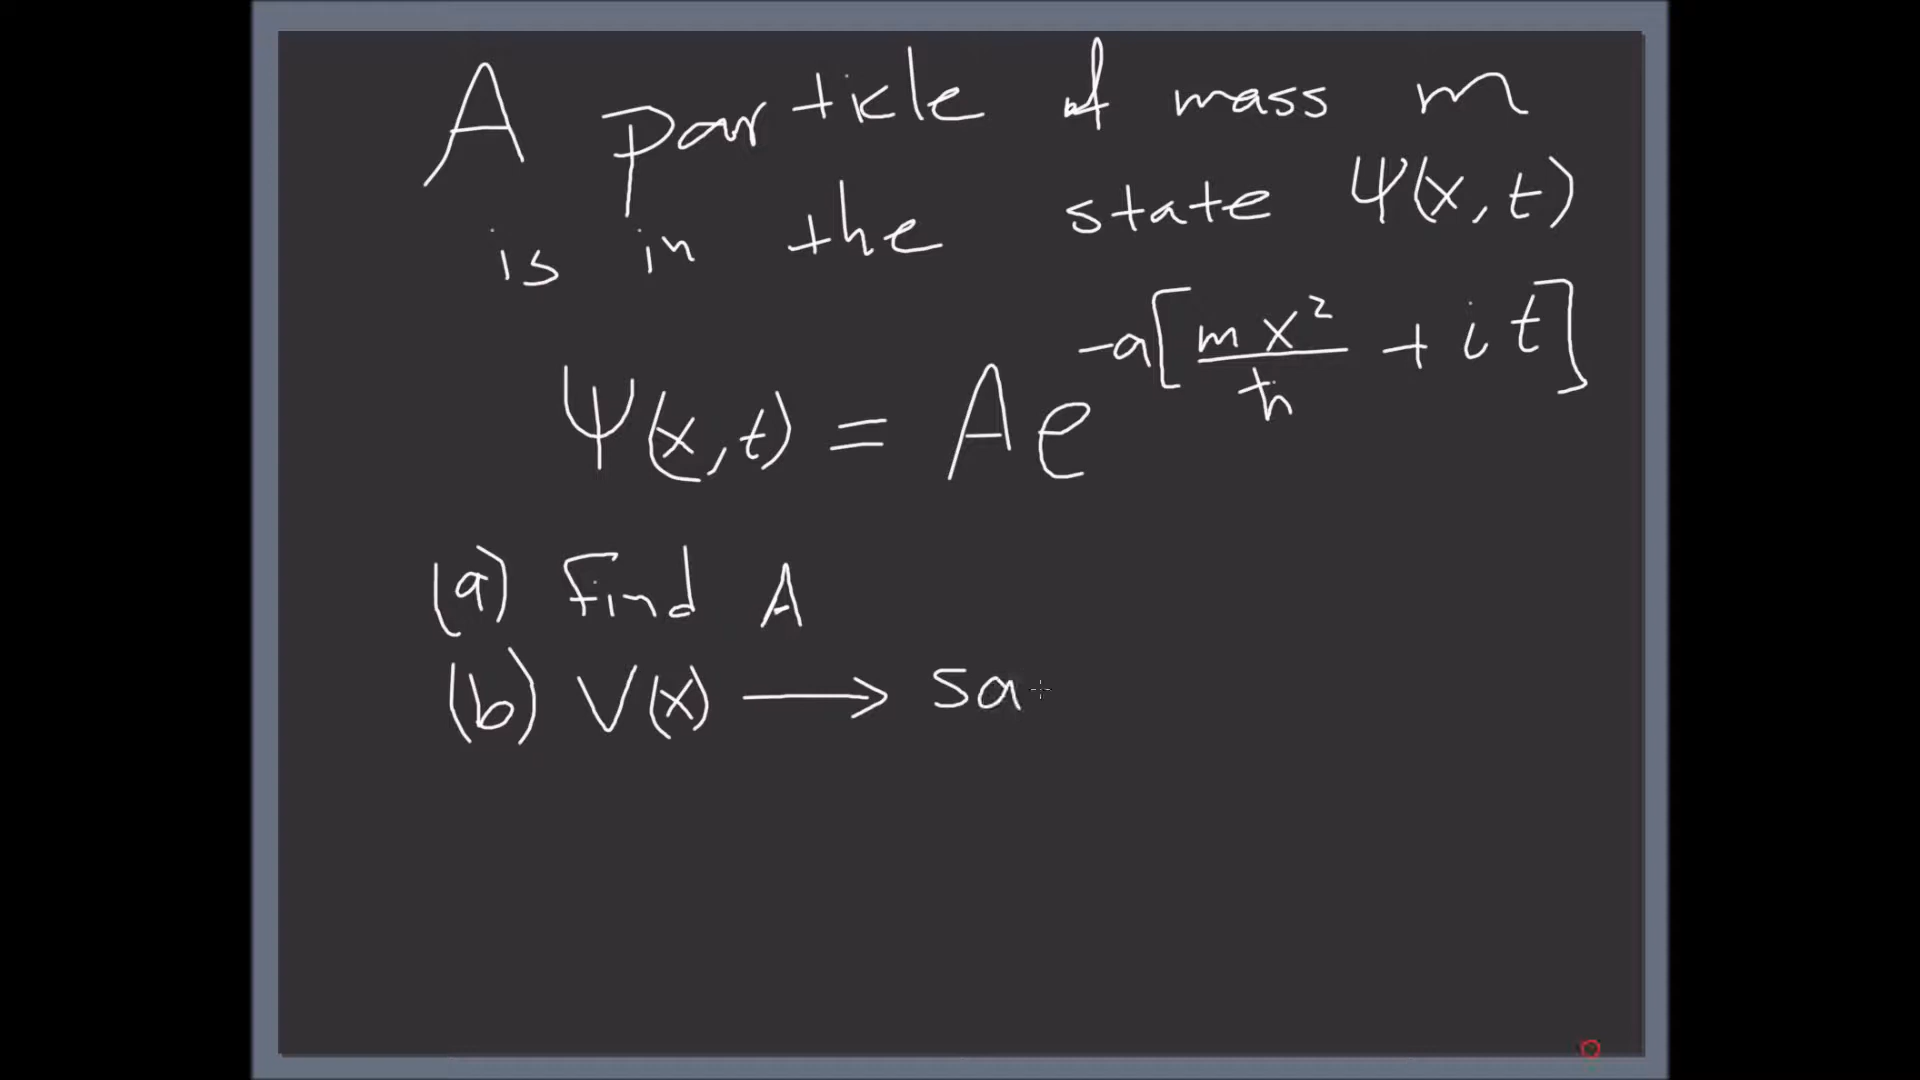 A particle of mass m
is in the state Ψ(x,t)
Ψ(x,t) = Ae^{-a[mx²/ħ + it]}
(a) Find A
(b) V(x) → Sa